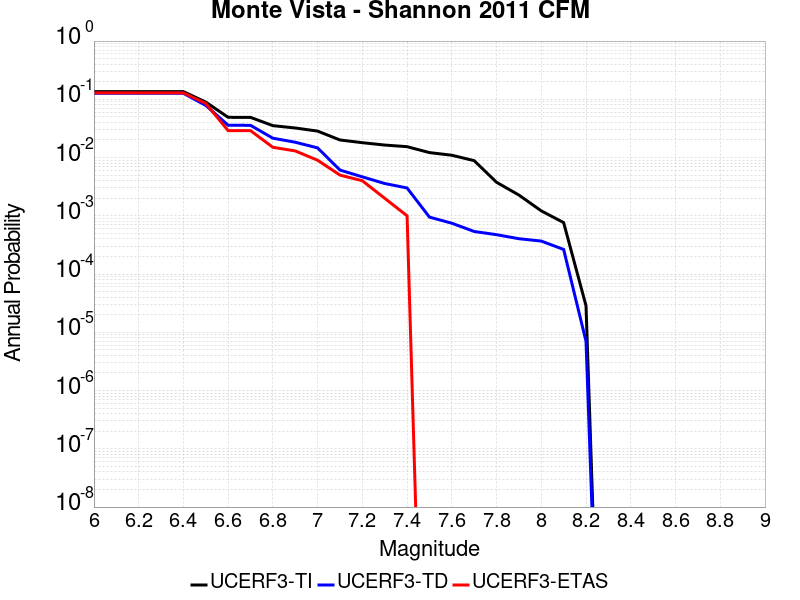 Monte Vista - Shannon 2011 CFM
10^0
10^-1
10^-2
10^-3
10^-4
10^-5
10^-6
10^-7
10^-8
Annual Probability
6 6.2 6.4 6.6 6.8 7 7.2 7.4 7.6 7.8 8 8.2 8.4 8.6 8.8 9
Magnitude
UCERF3-TI UCERF3-TD UCERF3-ETAS